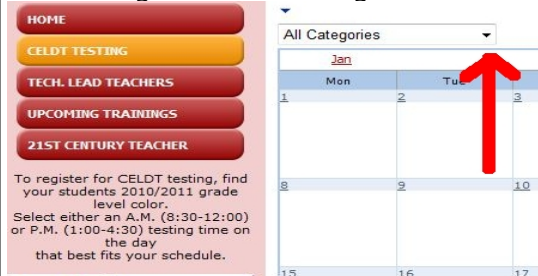 HOME
CELDT TESTING
TECH. LEAD TEACHERS
UPCOMING TRAININGS
21ST CENTURY TEACHER
To register for CELDT testing, find
your students 2010/2011 grade
level color.
Select either an A.M. (8:30-12:00)
or P.M. (1:00-4:30) testing time on
the day
that best fits your schedule.
All Categories
Jan
Mon Tue
1 2 3
8 9 10
15 16 17